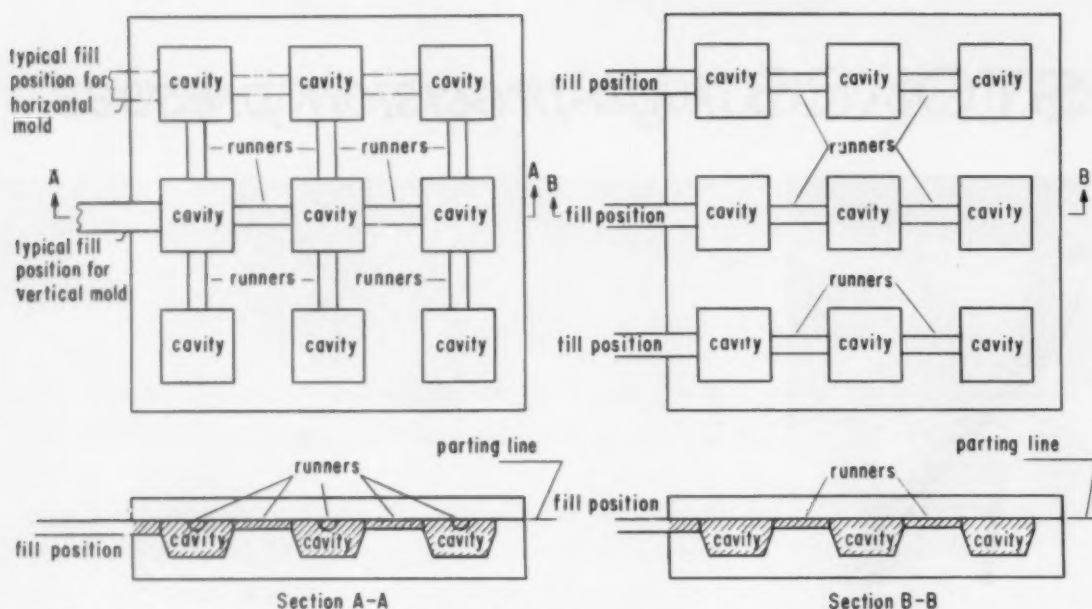 typical fill
position for
horizontal
mold
cavity
cavity
cavity
runners
runners
A
A
cavity
cavity
cavity
typical fill
position for
vertical mold
runners
runners
cavity
cavity
cavity
fill position
cavity
cavity
cavity
runners
B
B
fill position
cavity
cavity
cavity
runners
fill position
cavity
cavity
cavity
parting line
runners
fill position
cavity
cavity
cavity
Section A-A
parting line
runners
fill position
cavity
cavity
cavity
Section B-B